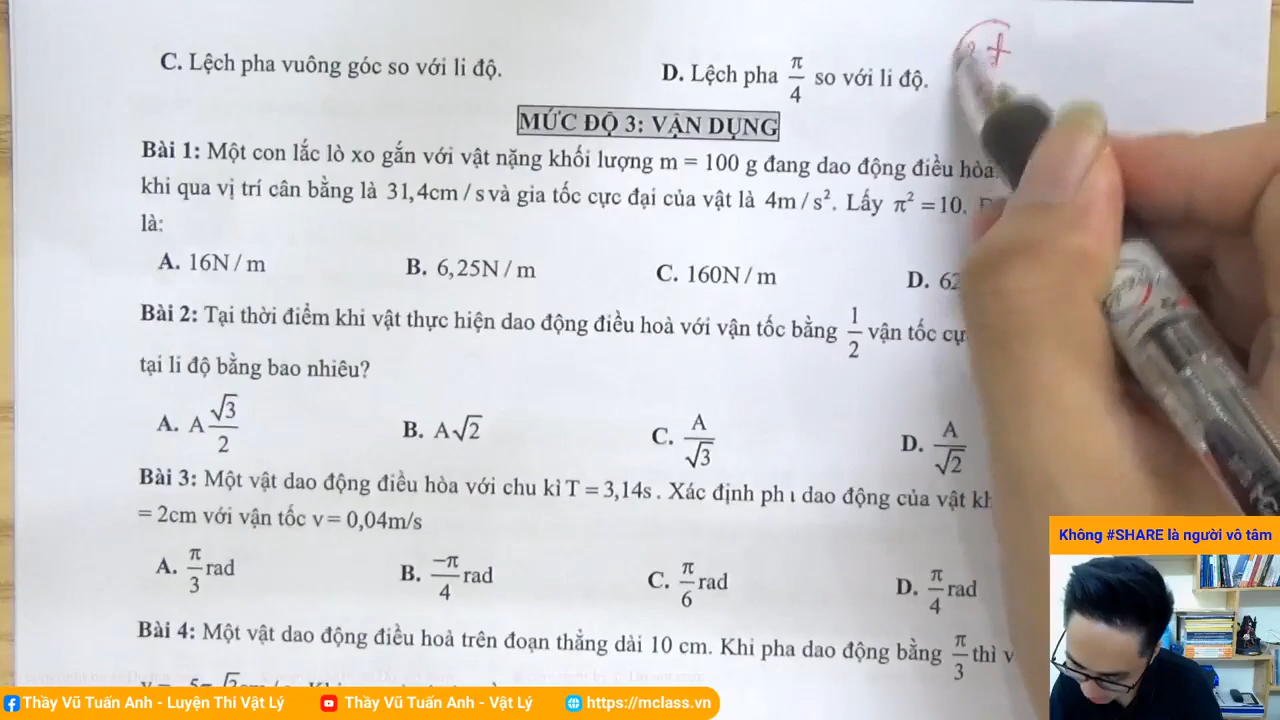 C. Lệch pha vuông góc so với li độ.
D. Lệch pha π/4 so với li độ.
MỨC ĐỘ 3: VẬN DỤNG
Bài 1: Một con lắc lò xo gắn với vật nặng khối lượng m = 100 g đang dao động điều hòa
khi qua vị trí cân bằng là 31,4cm / s và gia tốc cực đại của vật là 4m / s². Lấy π² = 10.
là:
A. 16N / m B. 6,25N / m C. 160N / m D. 62
Bài 2: Tại thời điểm khi vật thực hiện dao động điều hoà với vận tốc bằng 1/2 vận tốc cự
tại li độ bằng bao nhiêu?
A. A√3/2 B. A√2 C. A/√3 D. A/√2
Bài 3: Một vật dao động điều hòa với chu kì T = 3,14s. Xác định ph dao động của vật kh
= 2cm với vận tốc v = 0,04m/s
A. π/3 rad B. −π/4 rad C. π/6 rad D. π/4 rad
Bài 4: Một vật dao động điều hoà trên đoạn thẳng dài 10 cm. Khi pha dao động bằng π/3 thì v
Không #SHARE là người vô tâm
Thầy Vũ Tuấn Anh - Luyện Thi Vật Lý
Thầy Vũ Tuấn Anh - Vật Lý
https://mclass.vn